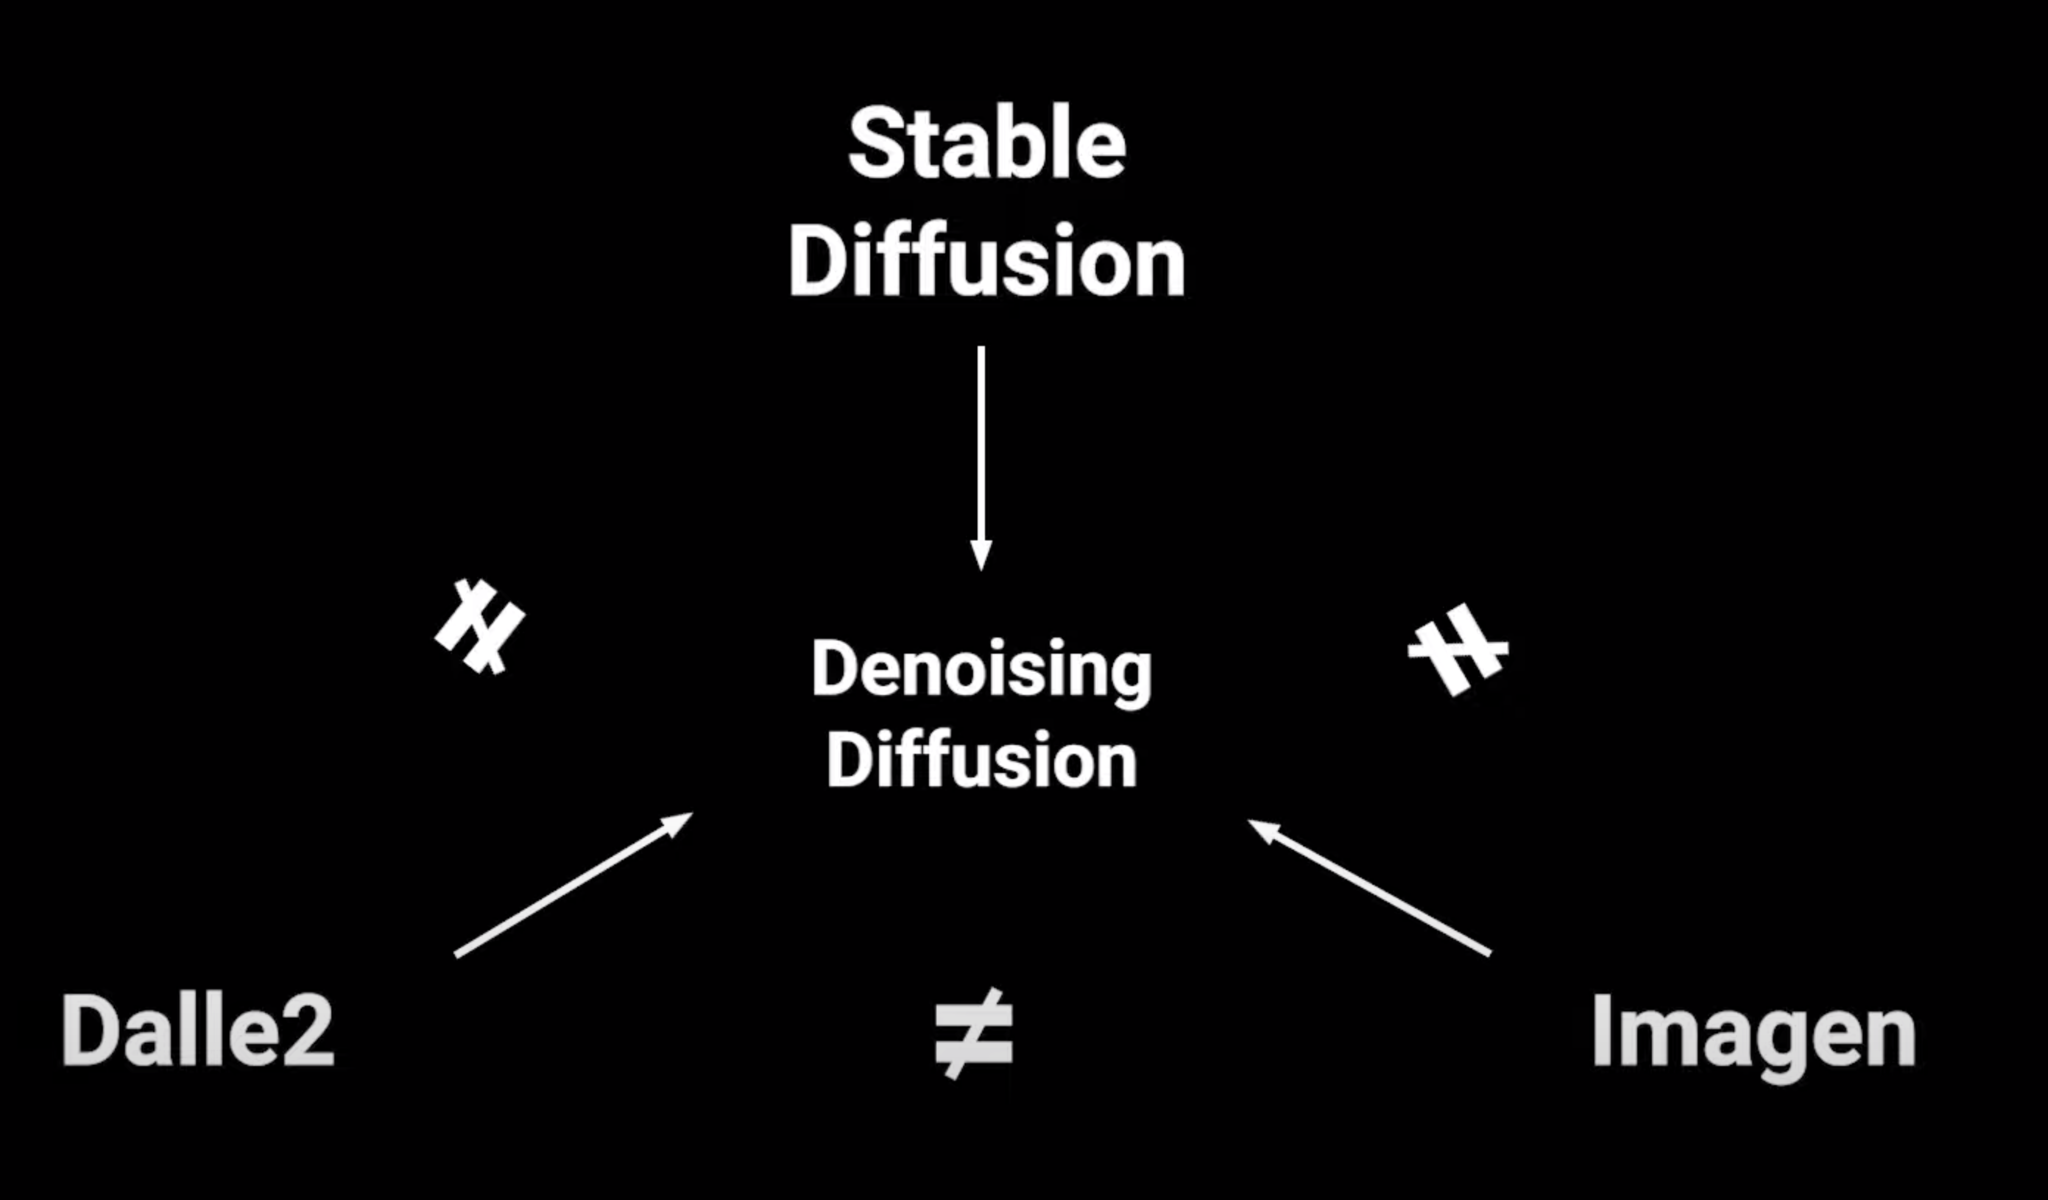 Stable
Diffusion
≠
≠
Denoising
Diffusion
Dalle2
≠
Imagen